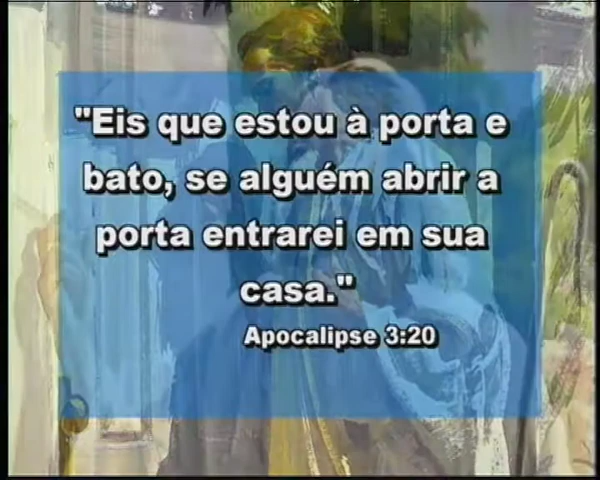 "Eis que estou à porta e
bato, se alguém abrir a
porta entrarei em sua
casa."
Apocalipse 3:20